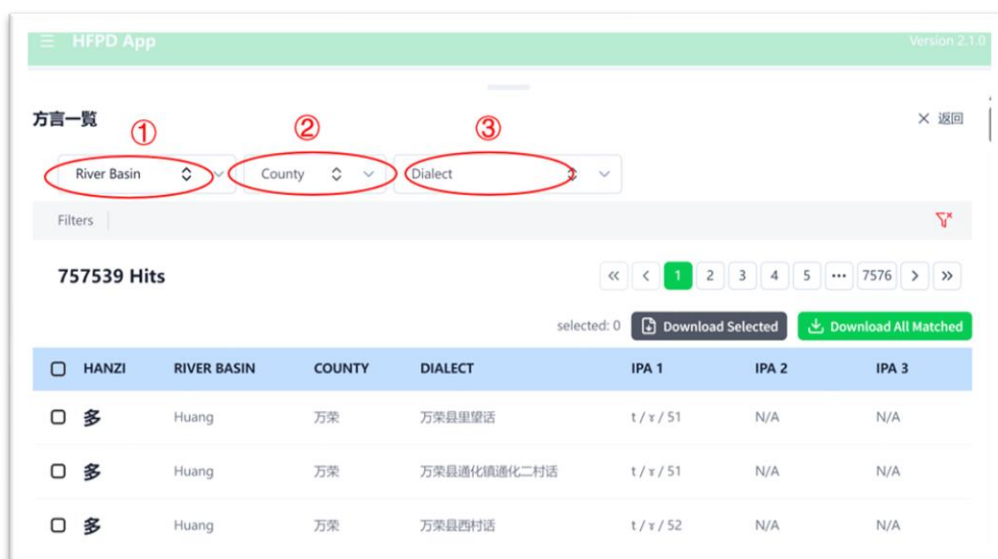 HFPD App Version 2.1.0
方言一覧 × 返回
① ② ③
River Basin County Dialect
Filters
757539 Hits « < 1 2 3 4 5 ••• 7576 > »
selected: 0 Download Selected Download All Matched
HANZI RIVER BASIN COUNTY DIALECT IPA 1 IPA 2 IPA 3
多 Huang 万荣 万荣县里望话 t / ɤ / 51 N/A N/A
多 Huang 万荣 万荣县通化镇通化二村话 t / ɤ / 51 N/A N/A
多 Huang 万荣 万荣县西村话 t / ɤ / 52 N/A N/A